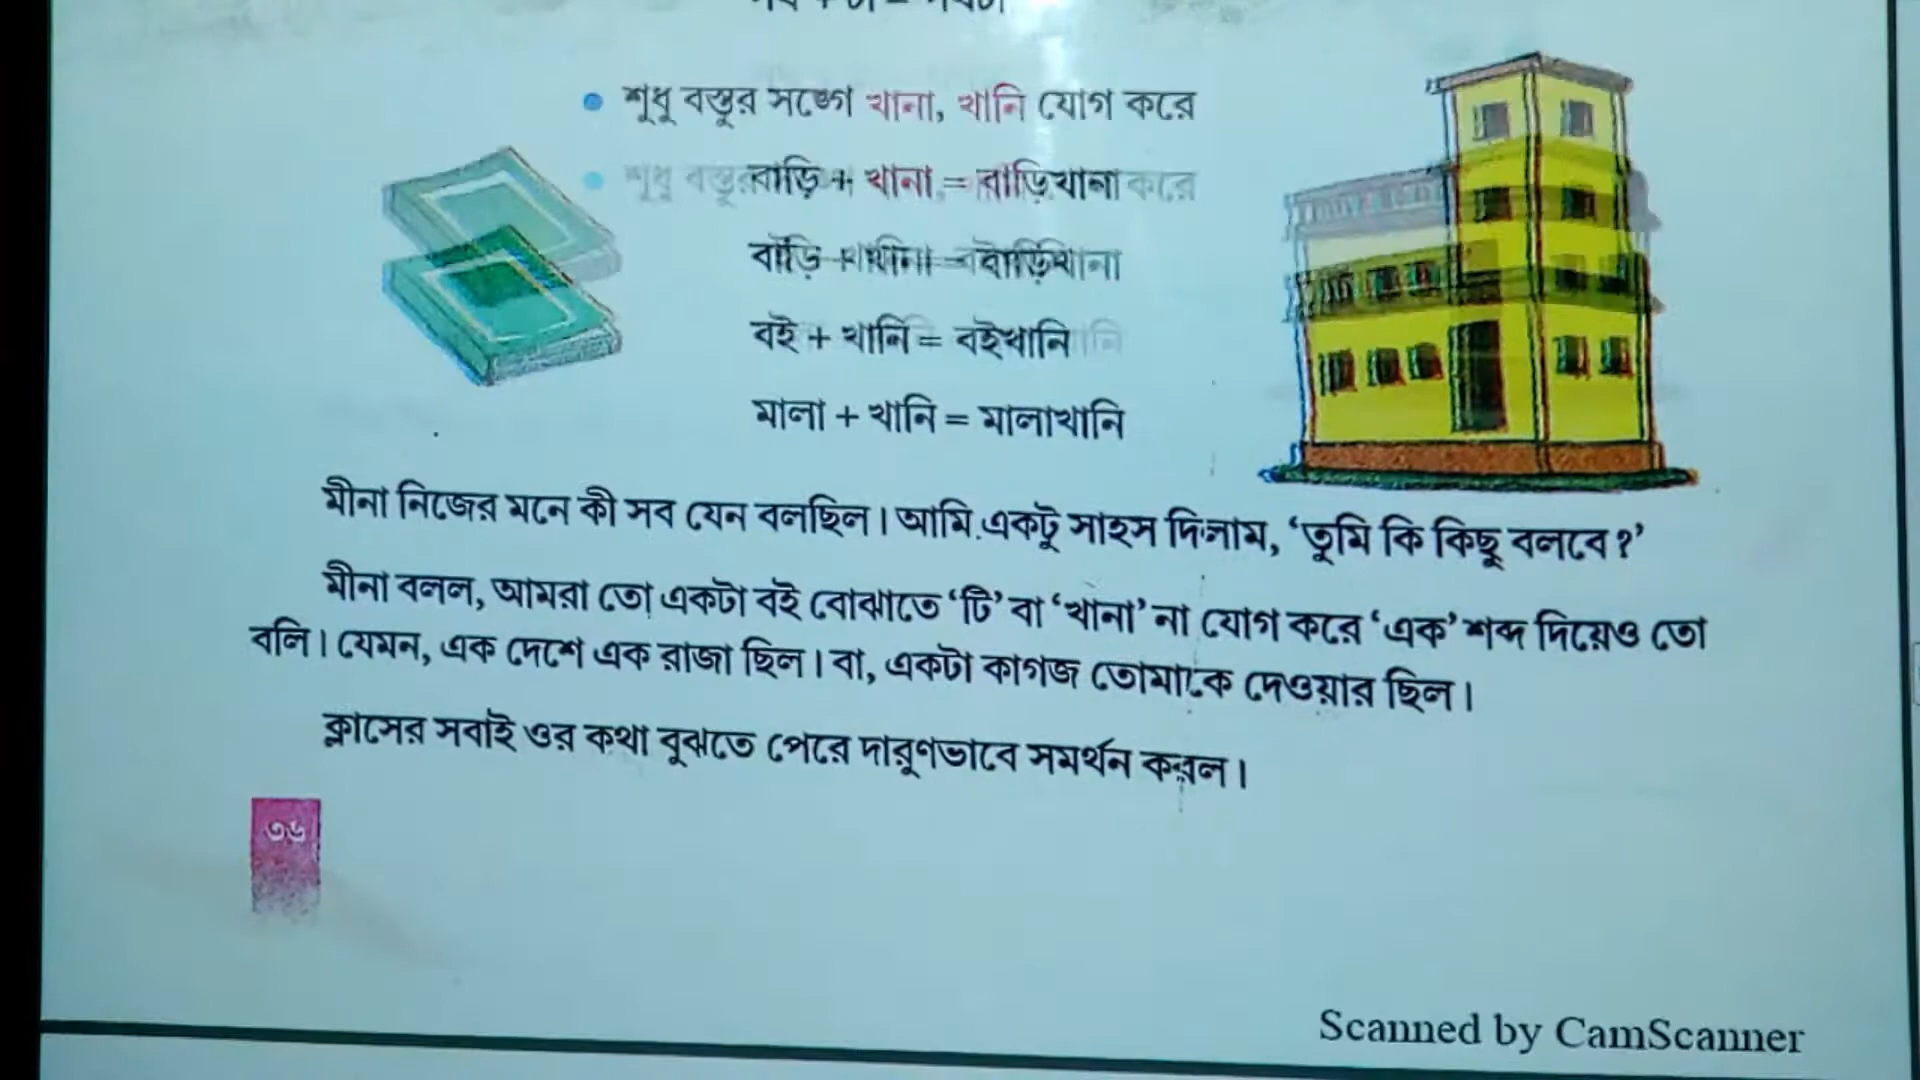 • শুধু বস্তুর সঙ্গে খানা, খানি যোগ করে
বাড়ি + খানা = বাড়িখানা
বই + খানি = বইখানি
মালা + খানি = মালাখানি
মীনা নিজের মনে কী সব যেন বলছিল। আমি একটু সাহস দিলাম, ‘তুমি কি কিছু বলবে?’
মীনা বলল, আমরা তো একটা বই বোঝাতে ‘টি’ বা ‘খানা’ না যোগ করে ‘এক’ শব্দ দিয়েও তো
বলি। যেমন, এক দেশে এক রাজা ছিল। বা, একটা কাগজ তোমাকে দেওয়ার ছিল।
ক্লাসের সবাই ওর কথা বুঝতে পেরে দারুণভাবে সমর্থন করল।
৩৬
Scanned by CamScanner